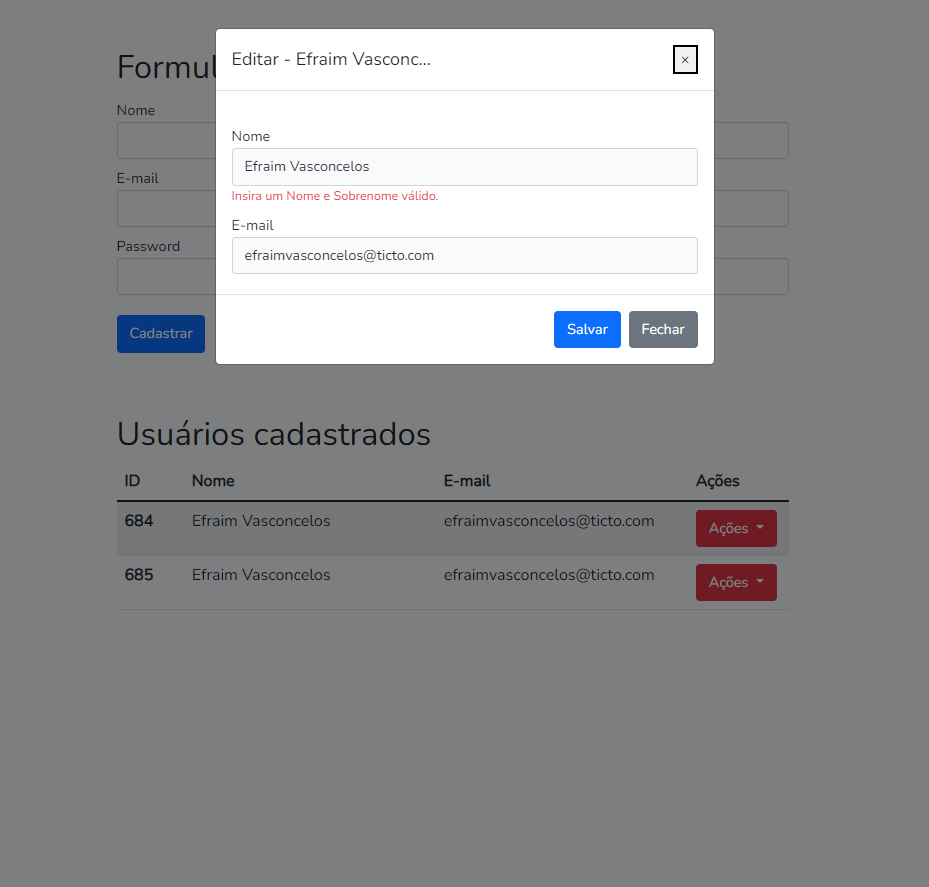 Editar - Efraim Vasconc...
×
Formul
Nome
E-mail
Password
Cadastrar
Nome
Efraim Vasconcelos
Insira um Nome e Sobrenome válido.
E-mail
efraimvasconcelos@ticto.com
Salvar Fechar
Usuários cadastrados
ID Nome E-mail Ações
684 Efraim Vasconcelos efraimvasconcelos@ticto.com Ações
685 Efraim Vasconcelos efraimvasconcelos@ticto.com Ações